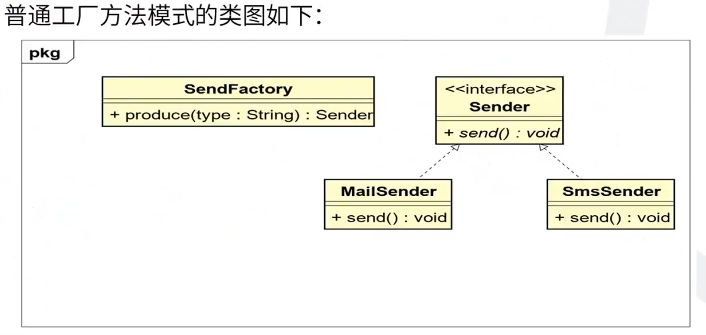 普通工厂方法模式的类图如下：
pkg
SendFactory
+ produce(type : String) : Sender
<<interface>>
Sender
+ send() : void
MailSender
+ send() : void
SmsSender
+ send() : void